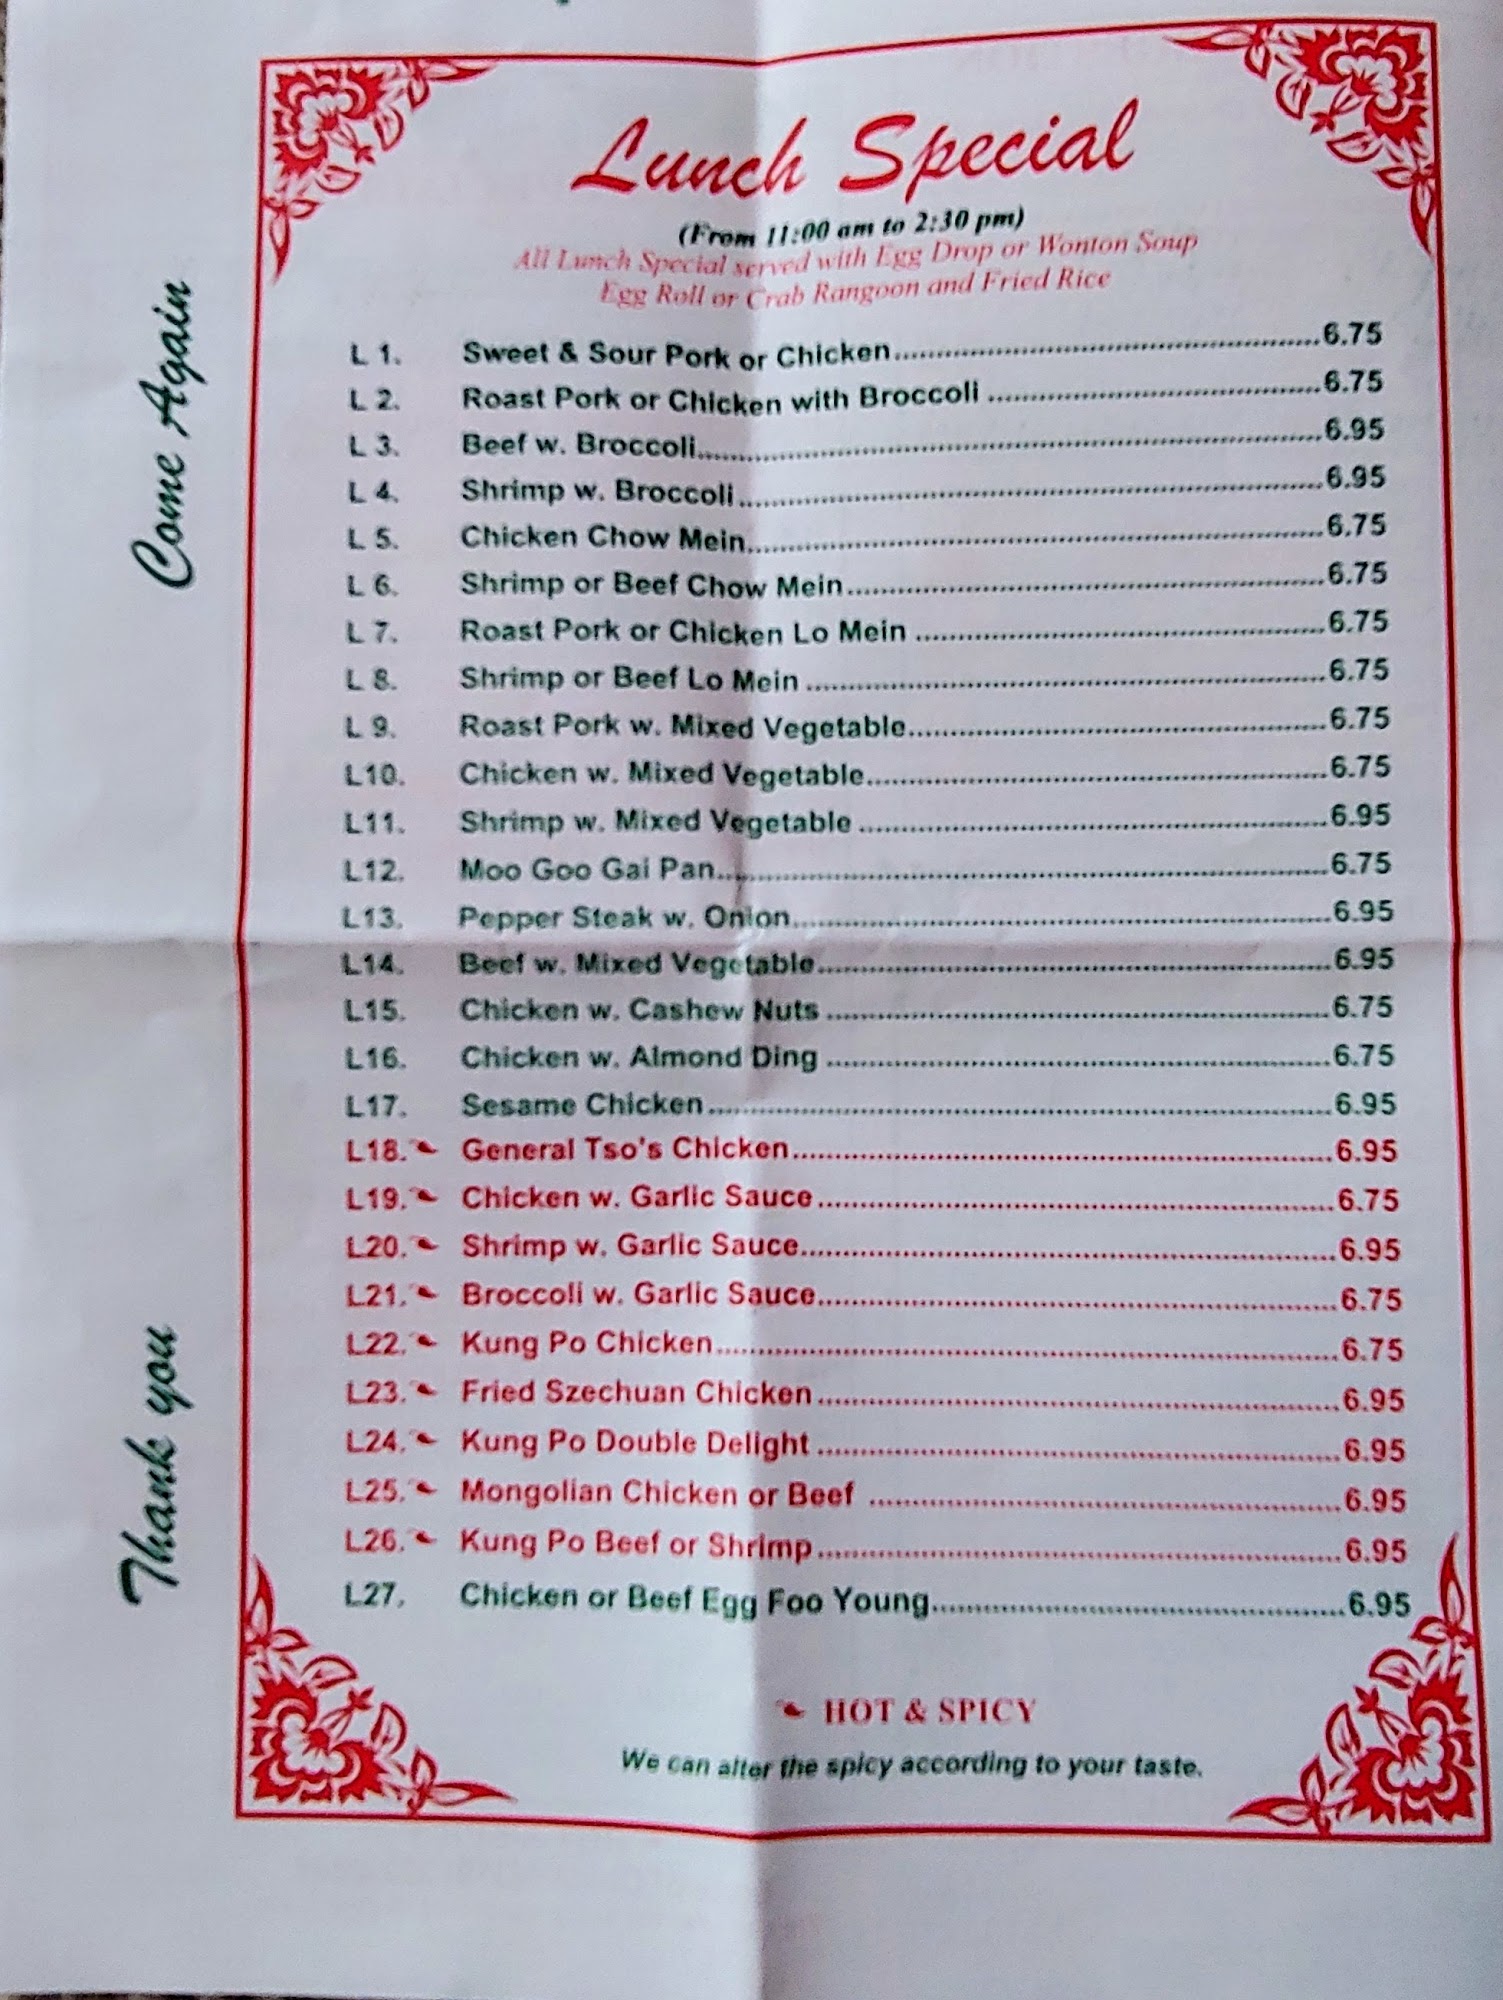 Lunch Special
(From 11:00 am to 2:30 pm)
All Lunch Special served with Egg Drop or Wonton Soup
Egg Roll or Crab Rangoon and Fried Rice
L 1. Sweet & Sour Pork or Chicken 6.75
L 2. Roast Pork or Chicken with Broccoli 6.75
L 3. Beef w. Broccoli 6.95
L 4. Shrimp w. Broccoli 6.95
L 5. Chicken Chow Mein 6.75
L 6. Shrimp or Beef Chow Mein 6.75
L 7. Roast Pork or Chicken Lo Mein 6.75
L 8. Shrimp or Beef Lo Mein 6.75
L 9. Roast Pork w. Mixed Vegetable 6.75
L10. Chicken w. Mixed Vegetable 6.75
L11. Shrimp w. Mixed Vegetable 6.95
L12. Moo Goo Gai Pan 6.75
L13. Pepper Steak w. Onion 6.95
L14. Beef w. Mixed Vegetable 6.95
L15. Chicken w. Cashew Nuts 6.75
L16. Chicken w. Almond Ding 6.75
L17. Sesame Chicken 6.95
L18. General Tso's Chicken 6.95
L19. Chicken w. Garlic Sauce 6.75
L20. Shrimp w. Garlic Sauce 6.95
L21. Broccoli w. Garlic Sauce 6.75
L22. Kung Po Chicken 6.75
L23. Fried Szechuan Chicken 6.95
L24. Kung Po Double Delight 6.95
L25. Mongolian Chicken or Beef 6.95
L26. Kung Po Beef or Shrimp 6.95
L27. Chicken or Beef Egg Foo Young 6.95
HOT & SPICY
We can alter the spicy according to your taste.
Thank you
Come Again